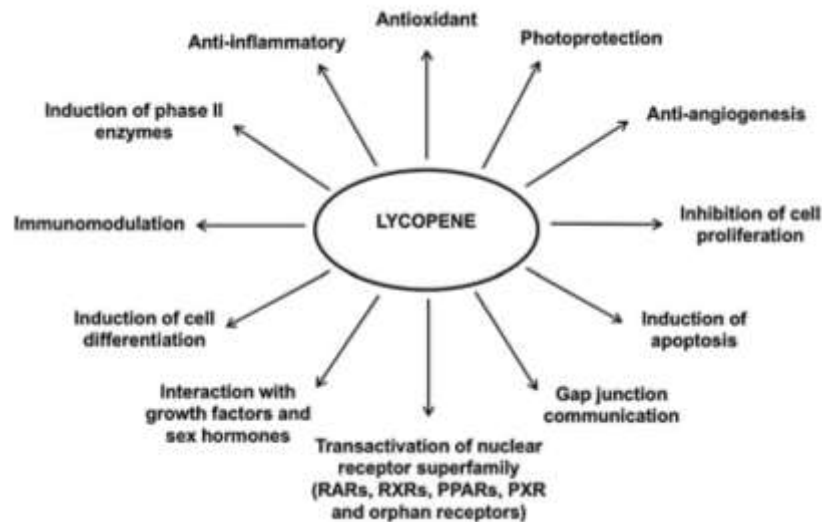 Antioxidant
Photoprotection
Anti-angiogenesis
Inhibition of cell
proliferation
Induction of
apoptosis
Gap junction
communication
Transactivation of nuclear
receptor superfamily
(RARs, RXRs, PPARs, PXR
and orphan receptors)
Interaction with
growth factors and
sex hormones
Induction of cell
differentiation
Immunomodulation
Induction of phase II
enzymes
Anti-inflammatory
LYCOPENE